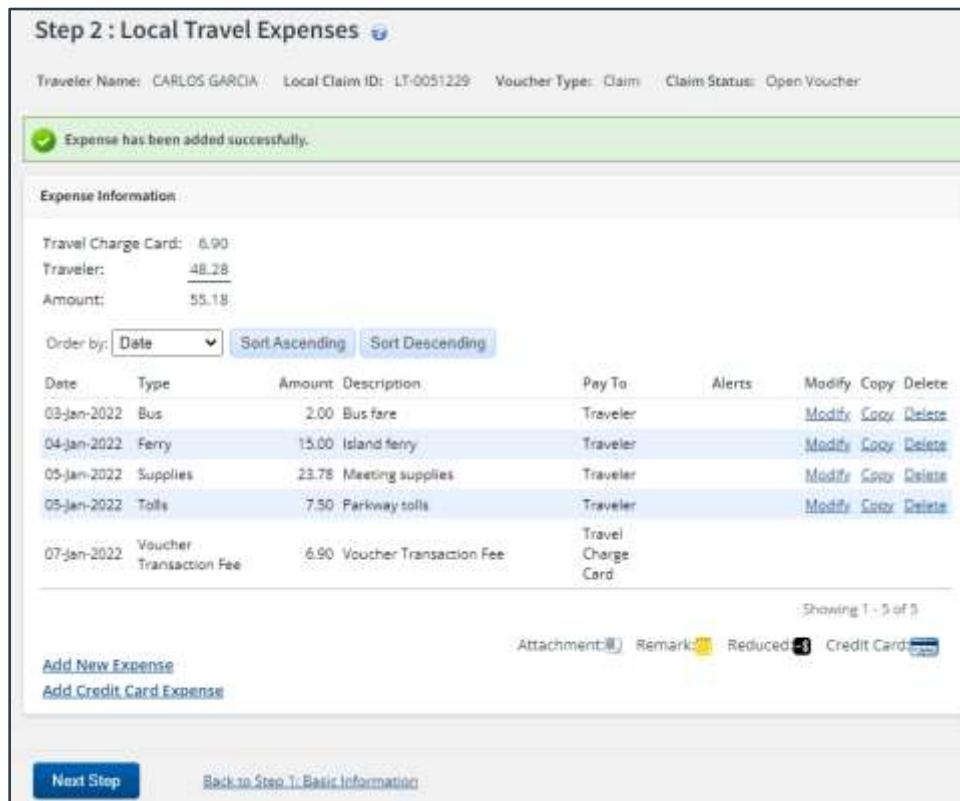 Step 2 : Local Travel Expenses
Traveler Name: CARLOS GARCIA Local Claim ID: LT-0051229 Voucher Type: Claim Claim Status: Open Voucher
Expense has been added successfully.
Expense Information
Travel Charge Card: 6.90
Traveler: 48.28
Amount: 55.18
Order by: Date Sort Ascending Sort Descending
Date Type Amount Description Pay To Alerts Modify Copy Delete
03-Jan-2022 Bus 2.00 Bus fare Traveler Modify Copy Delete
04-Jan-2022 Ferry 15.00 Island ferry Traveler Modify Copy Delete
05-Jan-2022 Supplies 23.78 Meeting supplies Traveler Modify Copy Delete
05-Jan-2022 Tolls 7.50 Parkway tolls Traveler Modify Copy Delete
07-Jan-2022 Voucher Transaction Fee 6.90 Voucher Transaction Fee Travel Charge Card
Showing 1 - 5 of 5
Attachment: Remark: Reduced: -$ Credit Card:
Add New Expense
Add Credit Card Expense
Next Step Back to Step 1: Basic Information